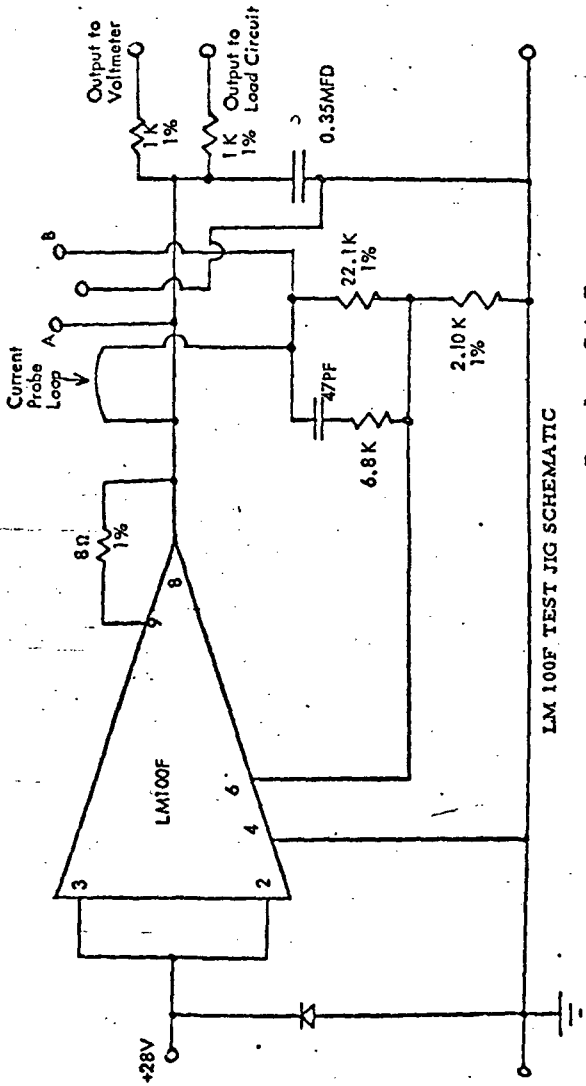 +28V
3
2
LM100F
4
6
8
9
8Ω
1%
Current
Probe
Loop
A
B
47PF
6.8K
22.1K
1%
2.10K
1%
1K
1%
Output to
Voltmeter
1K
1%
Output to
Load Circuit
0.35MFD
LM 100F TEST JIG SCHEMATIC